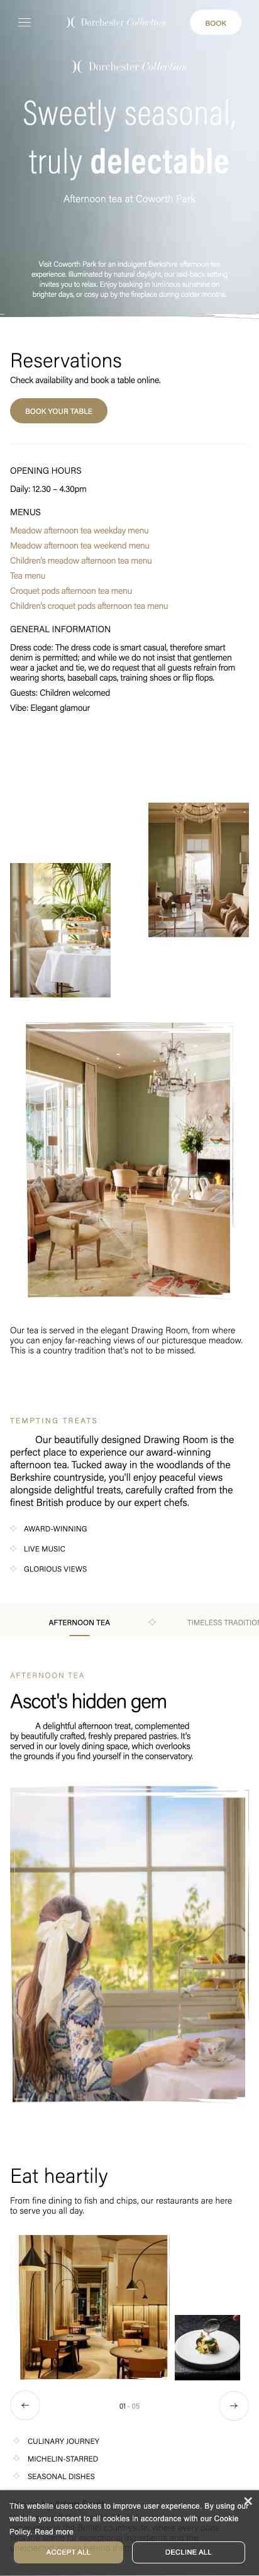 Dorchester Collection
BOOK
Dorchester Collection
Sweetly seasonal,
truly delectable
Afternoon tea at Coworth Park
Visit Coworth Park for an indulgent Berkshire afternoon tea
experience. Illuminated by natural daylight, our laid-back setting
invites you to relax. Enjoy basking in luminous sunshine on
brighter days, or cosy up by the fireplace during colder months.
Reservations
Check availability and book a table online.
BOOK YOUR TABLE
OPENING HOURS
Daily: 12.30 – 4.30pm
MENUS
Meadow afternoon tea weekday menu
Meadow afternoon tea weekend menu
Children's meadow afternoon tea menu
Tea menu
Croquet pods afternoon tea menu
Children's croquet pods afternoon tea menu
GENERAL INFORMATION
Dress code: The dress code is smart casual, therefore smart
denim is permitted; and while we do not insist that gentlemen
wear a jacket and tie, we do request that all guests refrain from
wearing shorts, baseball caps, training shoes or flip flops.
Guests: Children welcomed
Vibe: Elegant glamour
Our tea is served in the elegant Drawing Room, from where
you can enjoy far-reaching views of our picturesque meadow.
This is a country tradition that's not to be missed.
TEMPTING TREATS
Our beautifully designed Drawing Room is the
perfect place to experience our award-winning
afternoon tea. Tucked away in the woodlands of the
Berkshire countryside, you'll enjoy peaceful views
alongside delightful treats, carefully crafted from the
finest British produce by our expert chefs.
AWARD-WINNING
LIVE MUSIC
GLORIOUS VIEWS
AFTERNOON TEA
TIMELESS TRADITION
AFTERNOON TEA
Ascot's hidden gem
A delightful afternoon treat, complemented
by beautifully crafted, freshly prepared pastries. It's
served in our lovely dining space, which overlooks
the grounds if you find yourself in the conservatory.
Eat heartily
From fine dining to fish and chips, our restaurants are here
to serve you all day.
01 - 05
CULINARY JOURNEY
MICHELIN-STARRED
SEASONAL DISHES
This website uses cookies to improve user experience. By using our
website you consent to all cookies in accordance with our Cookie
Policy. Read more
ACCEPT ALL
DECLINE ALL